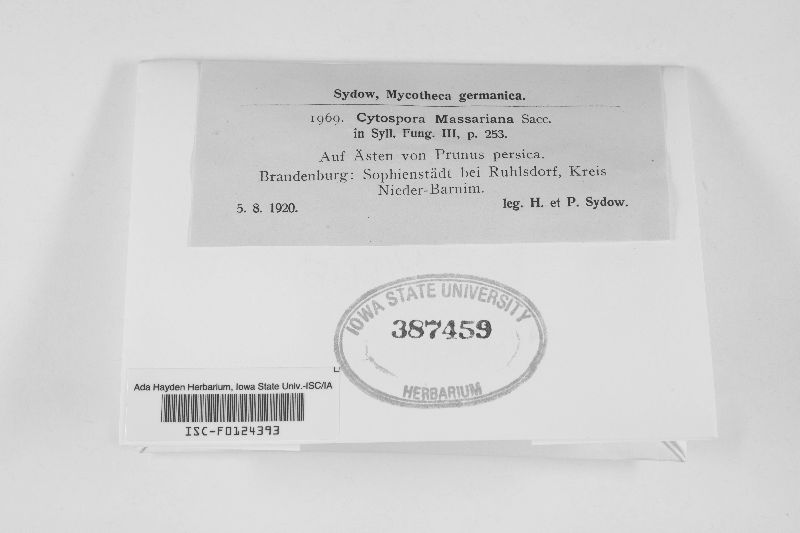 Sydow, Mycotheca germanica.
1969. Cytospora Massariana Sacc.
in Syll. Fung. III, p. 253.
Auf Ästen von Prunus persica.
Brandenburg: Sophienstädt bei Ruhlsdorf, Kreis
Nieder-Barnim.
5. 8. 1920. leg. H. et P. Sydow.
IOWA STATE UNIVERSITY
387459
HERBARIUM
Ada Hayden Herbarium, Iowa State Univ.-ISC/IA
ISC-F0124393